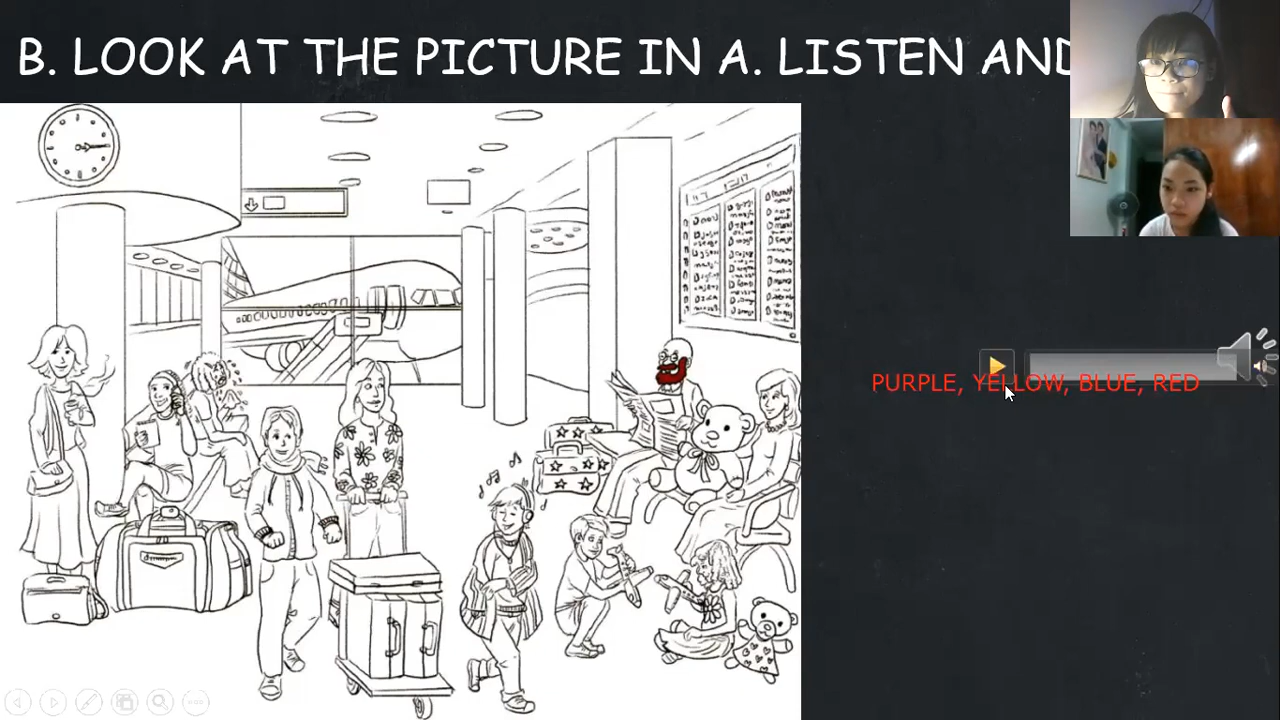 B. LOOK AT THE PICTURE IN A. LISTEN AND
PURPLE, YELLOW, BLUE, RED